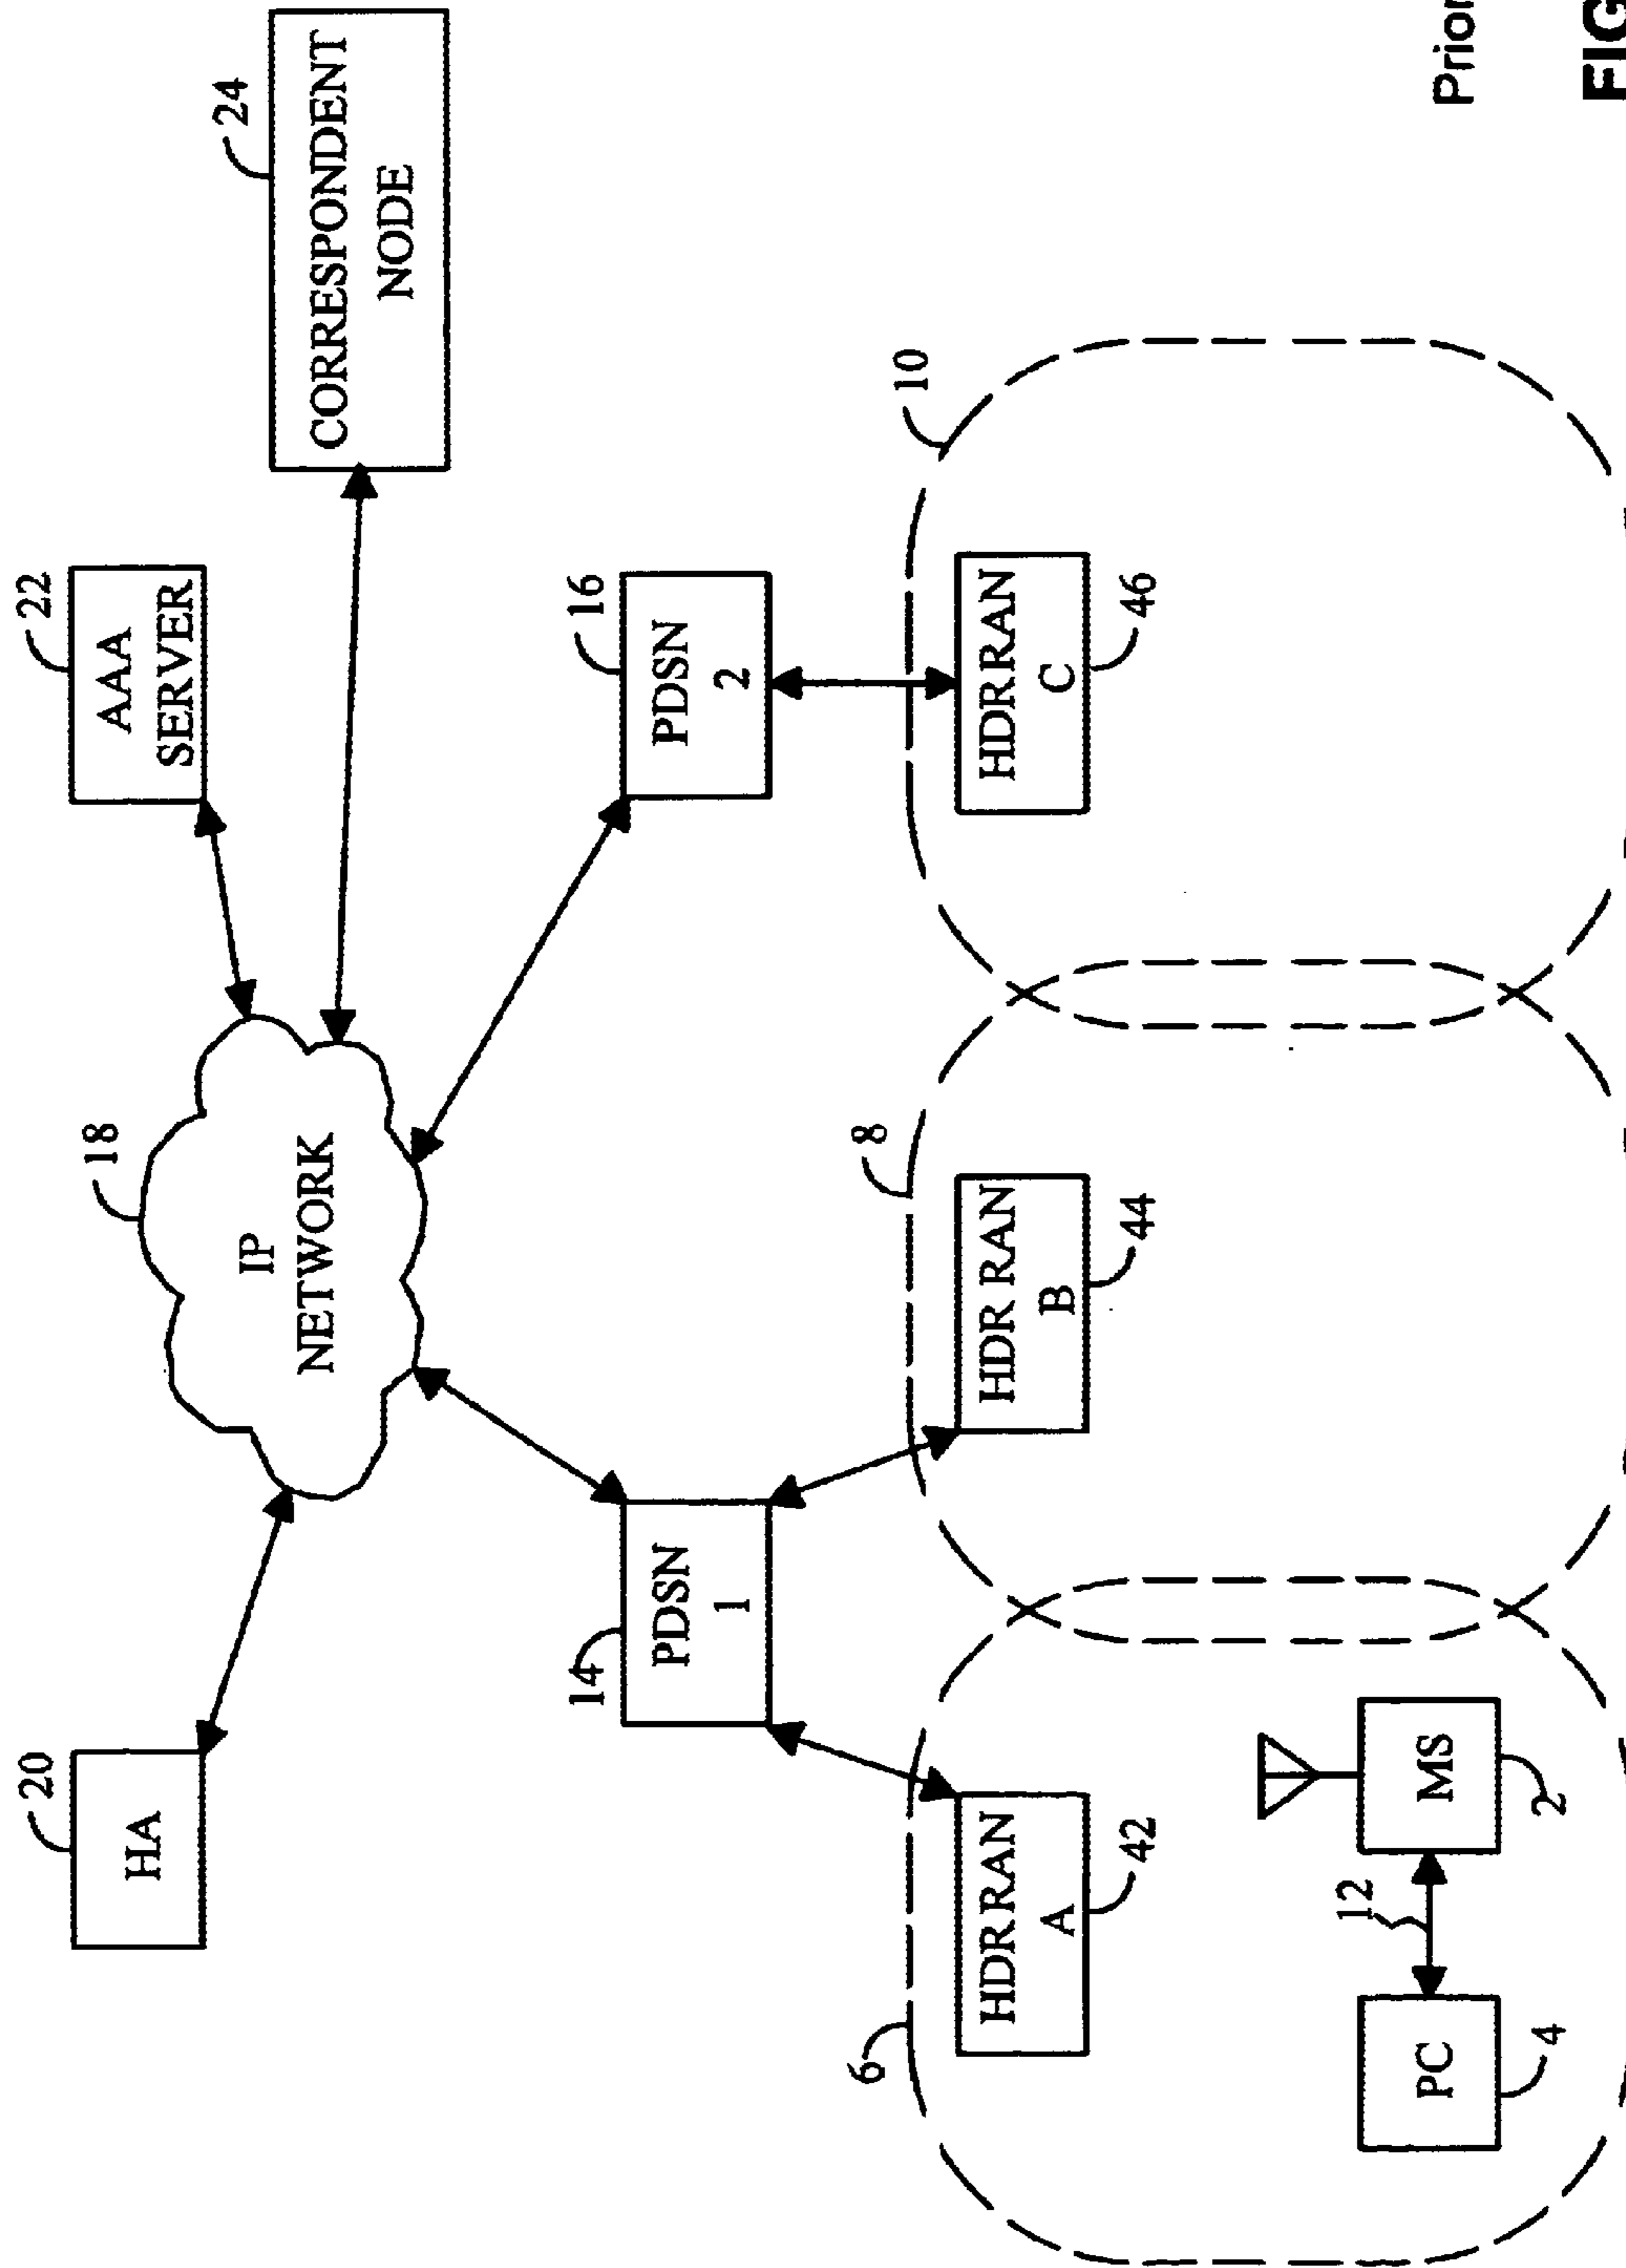 20
HA
22
AAA
SERVER
18
IP
NETWORK
24
CORRESPONDENT
NODE
14
PDSN
1
16
PDSN
2
6
HDR RAN
A
42
8
HDR RAN
B
44
10
HDR RAN
C
46
PC
4
12
MS
2
Prior
FIG